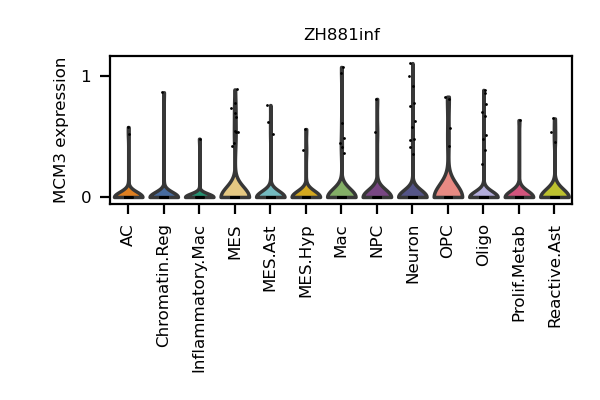 ZH881inf
MCM3 expression
1
0
AC
Chromatin.Reg
Inflammatory.Mac
MES
MES.Ast
MES.Hyp
Mac
NPC
Neuron
OPC
Oligo
Prolif.Metab
Reactive.Ast